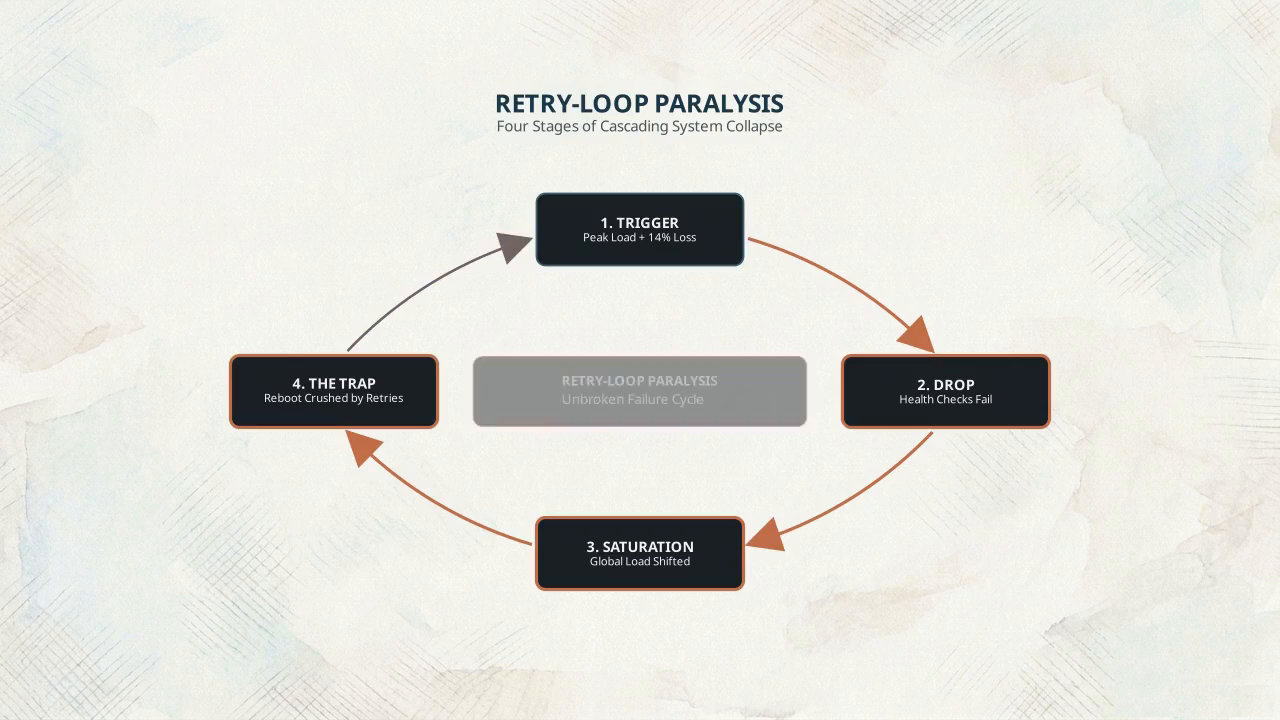 RETRY-LOOP PARALYSIS
Four Stages of Cascading System Collapse
1. TRIGGER
Peak Load + 14% Loss
4. THE TRAP
Reboot Crushed by Retries
RETRY-LOOP PARALYSIS
Unbroken Failure Cycle
2. DROP
Health Checks Fail
3. SATURATION
Global Load Shifted